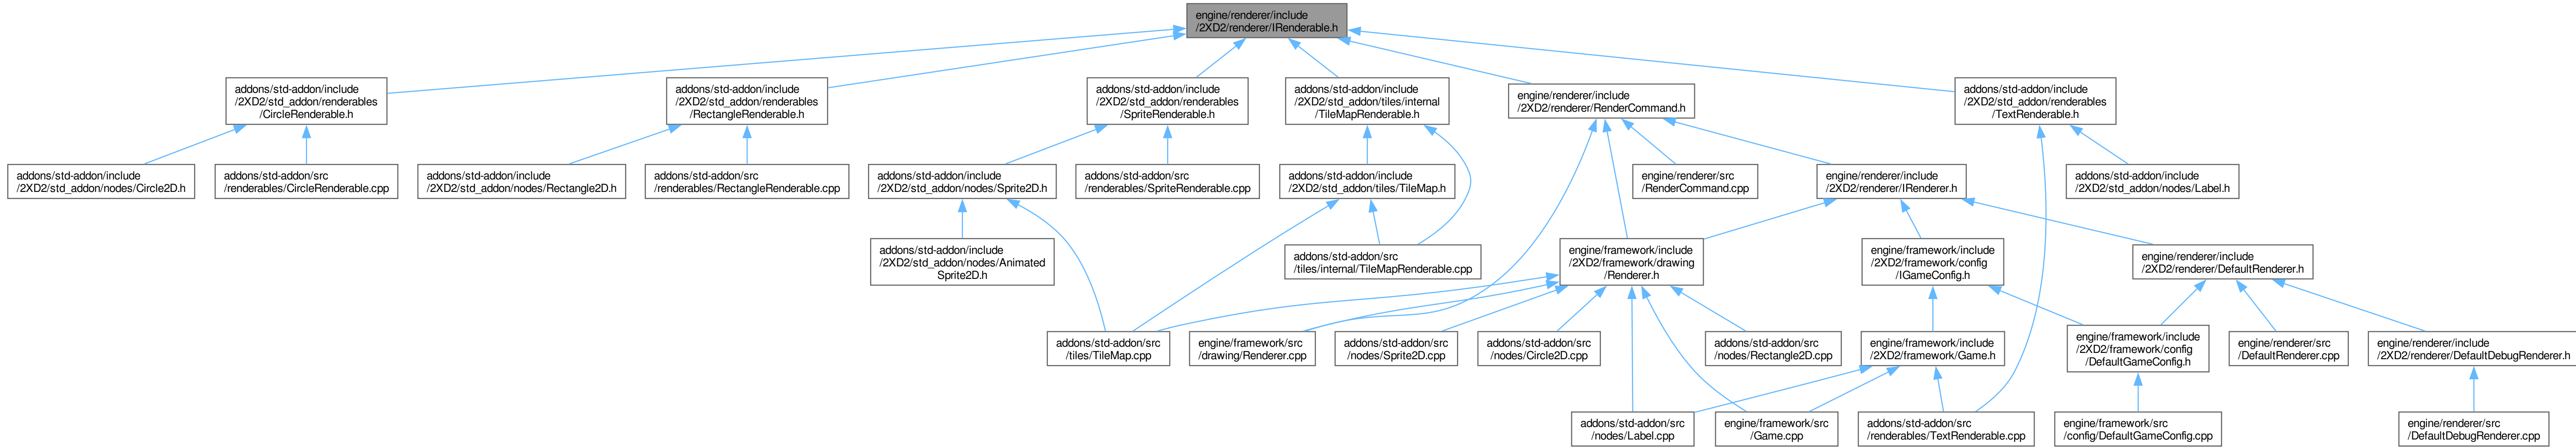 engine/renderer/include
/2XD2/renderer/IRenderable.h
addons/std-addon/include
/2XD2/std_addon/renderables
/CircleRenderable.h
addons/std-addon/include
/2XD2/std_addon/renderables
/RectangleRenderable.h
addons/std-addon/include
/2XD2/std_addon/renderables
/SpriteRenderable.h
addons/std-addon/include
/2XD2/std_addon/tiles/internal
/TileMapRenderable.h
engine/renderer/include
/2XD2/renderer/RenderCommand.h
addons/std-addon/include
/2XD2/std_addon/renderables
/TextRenderable.h
addons/std-addon/include
/2XD2/std_addon/nodes/Circle2D.h
addons/std-addon/src
/renderables/CircleRenderable.cpp
addons/std-addon/include
/2XD2/std_addon/nodes/Rectangle2D.h
addons/std-addon/src
/renderables/RectangleRenderable.cpp
addons/std-addon/include
/2XD2/std_addon/nodes/Sprite2D.h
addons/std-addon/src
/renderables/SpriteRenderable.cpp
addons/std-addon/include
/2XD2/std_addon/tiles/TileMap.h
engine/renderer/src
/RenderCommand.cpp
engine/renderer/include
/2XD2/renderer/IRenderer.h
addons/std-addon/include
/2XD2/std_addon/nodes/Label.h
addons/std-addon/include
/2XD2/std_addon/nodes/Animated
Sprite2D.h
addons/std-addon/src
/tiles/internal/TileMapRenderable.cpp
engine/framework/include
/2XD2/framework/drawing
/Renderer.h
engine/framework/include
/2XD2/framework/config
/IGameConfig.h
engine/renderer/include
/2XD2/renderer/DefaultRenderer.h
addons/std-addon/src
/tiles/TileMap.cpp
engine/framework/src
/drawing/Renderer.cpp
addons/std-addon/src
/nodes/Sprite2D.cpp
addons/std-addon/src
/nodes/Circle2D.cpp
addons/std-addon/src
/nodes/Rectangle2D.cpp
engine/framework/include
/2XD2/framework/Game.h
engine/framework/include
/2XD2/framework/config
/DefaultGameConfig.h
engine/renderer/src
/DefaultRenderer.cpp
engine/renderer/include
/2XD2/renderer/DefaultDebugRenderer.h
addons/std-addon/src
/nodes/Label.cpp
engine/framework/src
/Game.cpp
addons/std-addon/src
/renderables/TextRenderable.cpp
engine/framework/src
/config/DefaultGameConfig.cpp
engine/renderer/src
/DefaultDebugRenderer.cpp